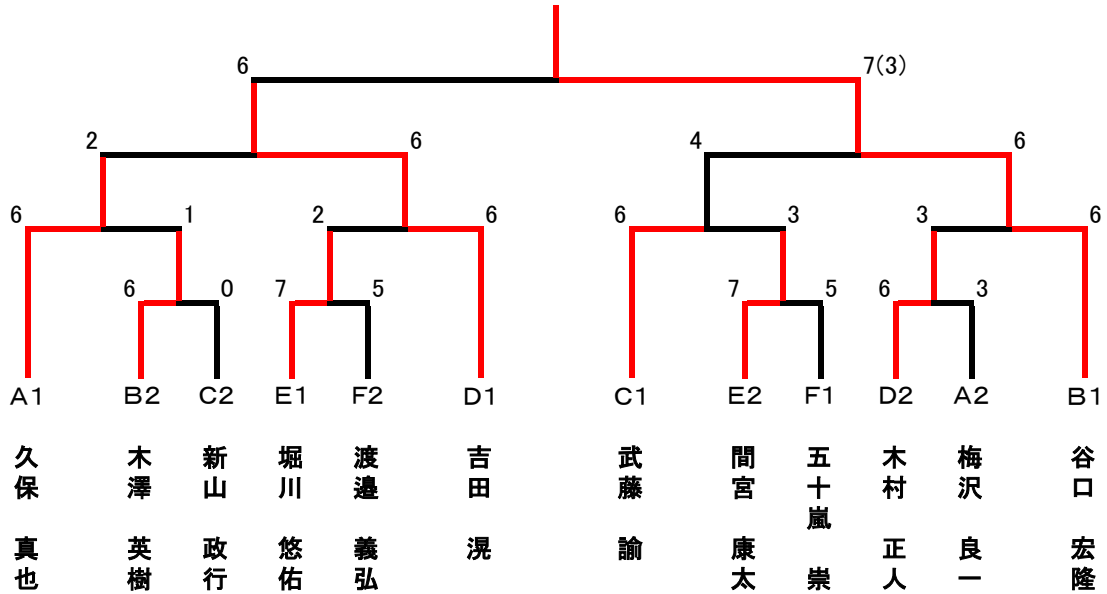 6 7(3)
2 6 4 6
6 1 2 6 6 3 3 6
6 0 7 5 7 5 6 3
A1 B2 C2 E1 F2 D1 C1 E2 F1 D2 A2 B1
久保 真也
木澤 英樹
新山 政行
堀川 悠佑
渡邉 義弘
吉田 滉
武藤 諭
間宮 康太
五十嵐 崇
木村 正人
梅沢 良一
谷口 宏隆